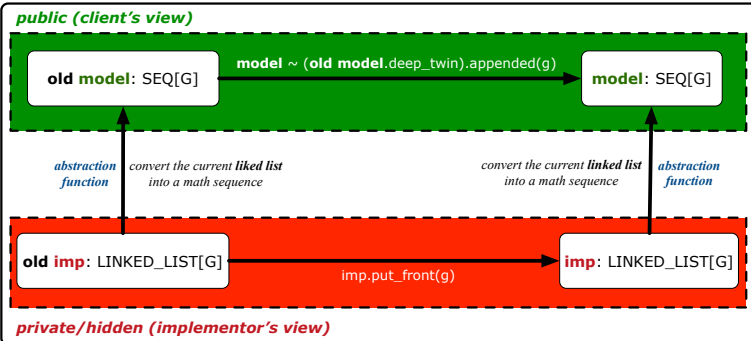 public (client's view)
old model: SEQ[G]
model ~ (old model.deep_twin).appended(g)
model: SEQ[G]
abstraction
function
convert the current liked list
into a math sequence
convert the current linked list
into a math sequence
abstraction
function
old imp: LINKED_LIST[G]
imp.put_front(g)
imp: LINKED_LIST[G]
private/hidden (implementor's view)